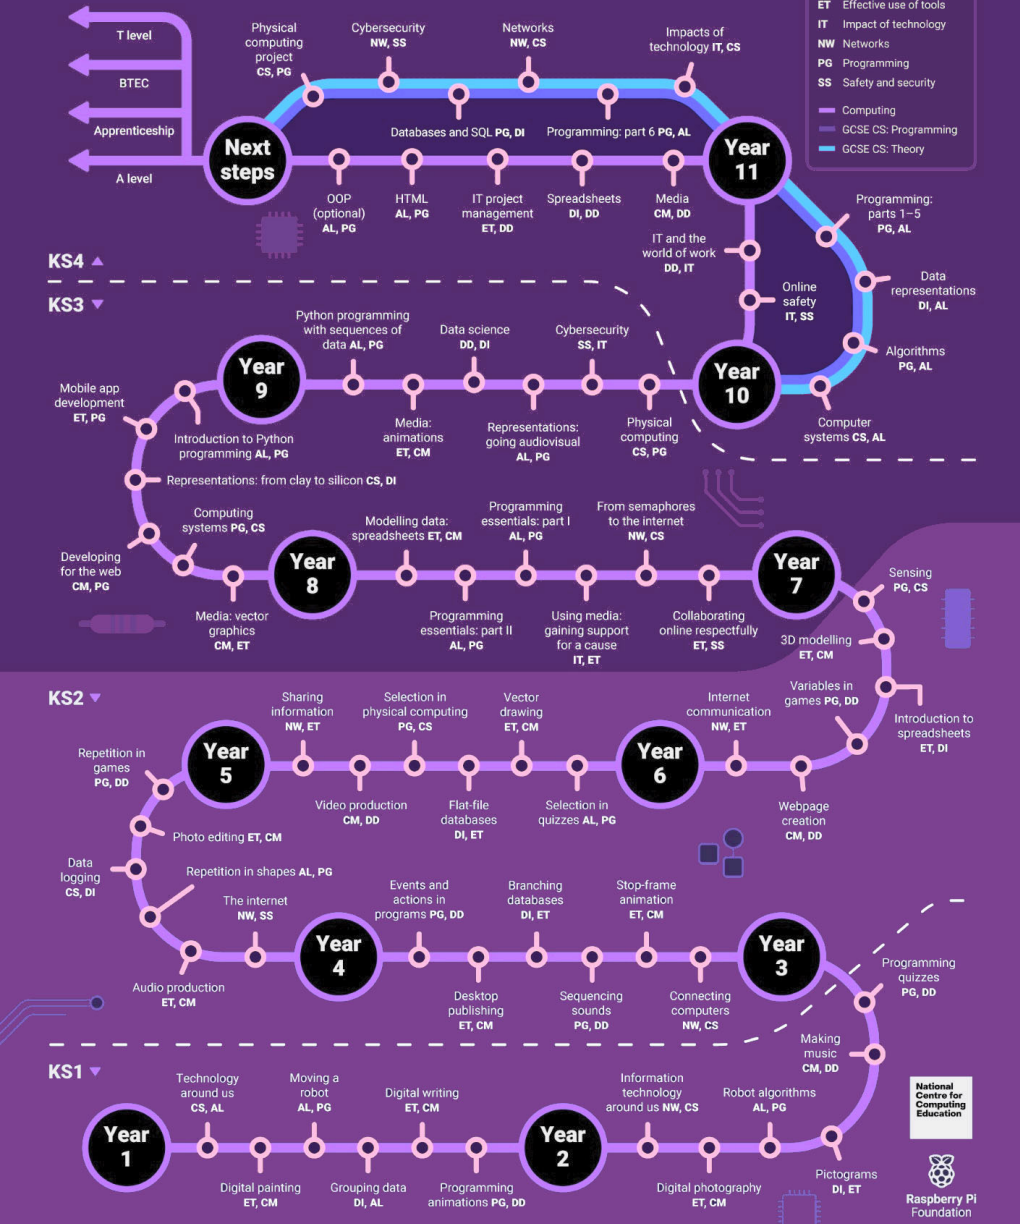 ET Effective use of tools
IT Impact of technology
NW Networks
PG Programming
SS Safety and security
Computing
GCSE CS: Programming
GCSE CS: Theory
T level
BTEC
Apprenticeship
A level
Next
steps
Physical
computing
project
CS, PG
Cybersecurity
NW, SS
Networks
NW, CS
Impacts of
technology IT, CS
Databases and SQL PG, DI
Programming: part 6 PG, AL
Year
11
OOP
(optional)
AL, PG
HTML
AL, PG
IT project
management
ET, DD
Spreadsheets
DI, DD
Media
CM, DD
Programming:
parts 1–5
PG, AL
IT and the
world of work
DD, IT
Data
representations
DI, AL
Online
safety
IT, SS
Algorithms
PG, AL
Computer
systems CS, AL
KS4
KS3
Year
10
Year
9
Python programming
with sequences of
data AL, PG
Data science
DD, DI
Cybersecurity
SS, IT
Media:
animations
ET, CM
Representations:
going audiovisual
AL, PG
Physical
computing
CS, PG
Mobile app
development
ET, PG
Introduction to Python
programming AL, PG
Representations: from clay to silicon CS, DI
Computing
systems PG, CS
Developing
for the web
CM, PG
Media: vector
graphics
CM, ET
Year
8
Modelling data:
spreadsheets ET, CM
Programming
essentials: part I
AL, PG
From semaphores
to the internet
NW, CS
Programming
essentials: part II
AL, PG
Using media:
gaining support
for a cause
IT, ET
Collaborating
online respectfully
ET, SS
Year
7
Sensing
PG, CS
3D modelling
ET, CM
Variables in
games PG, DD
Introduction to
spreadsheets
ET, DI
KS2
Year
5
Sharing
information
NW, ET
Selection in
physical computing
PG, CS
Vector
drawing
ET, CM
Video production
CM, DD
Flat-file
databases
DI, ET
Selection in
quizzes AL, PG
Year
6
Internet
communication
NW, ET
Webpage
creation
CM, DD
Repetition in
games
PG, DD
Photo editing ET, CM
Data
logging
CS, DI
Repetition in shapes AL, PG
The internet
NW, SS
Audio production
ET, CM
Year
4
Events and
actions in
programs PG, DD
Branching
databases
DI, ET
Stop-frame
animation
ET, CM
Desktop
publishing
ET, CM
Sequencing
sounds
PG, DD
Connecting
computers
NW, CS
Year
3
Programming
quizzes
PG, DD
Making
music
CM, DD
KS1
Year
1
Technology
around us
CS, AL
Moving a
robot
AL, PG
Digital writing
ET, CM
Digital painting
ET, CM
Grouping data
DI, AL
Programming
animations PG, DD
Year
2
Information
technology
around us NW, CS
Robot algorithms
AL, PG
Digital photography
ET, CM
Pictograms
DI, ET
National
Centre for
Computing
Education
Raspberry Pi
Foundation